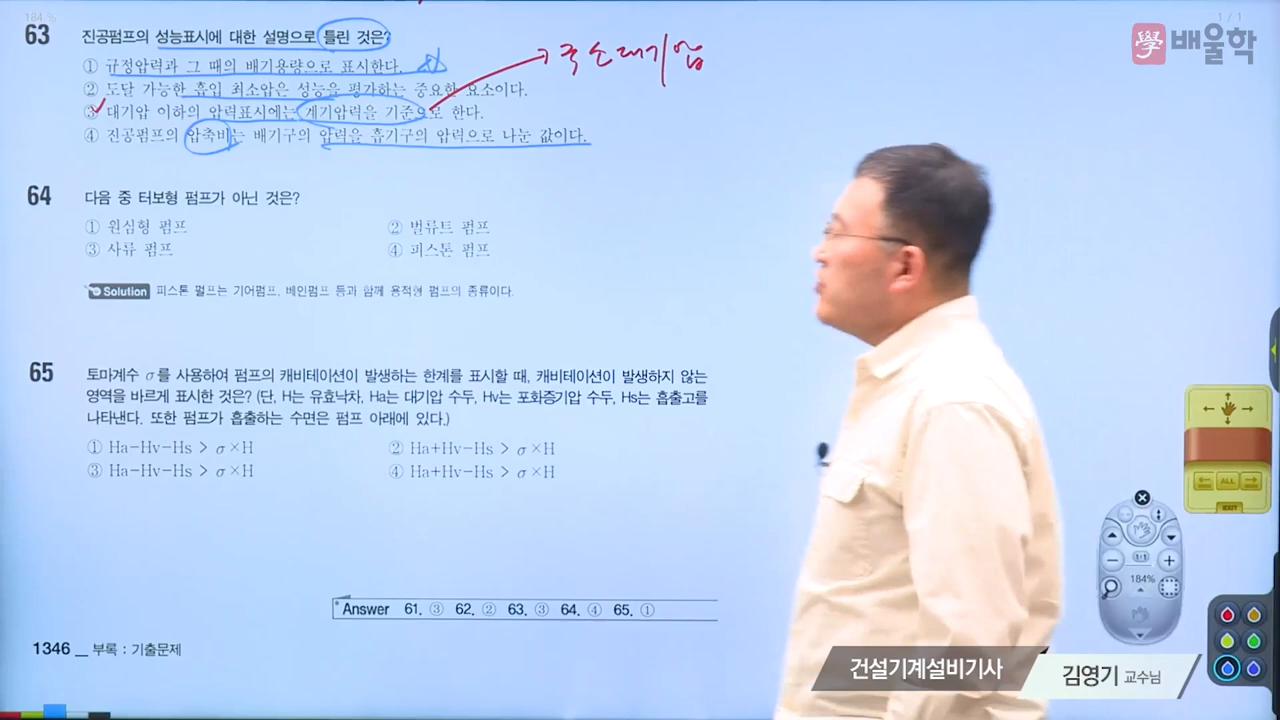 184 %
1 / 1
學 배울학
63 진공펌프의 성능표시에 대한 설명으로 틀린 것은?
① 규정압력과 그 때의 배기용량으로 표시한다.
② 도달 가능한 흡입 최소압은 성능을 평가하는 중요한 요소이다.
③ 대기압 이하의 압력표시에는 계기압력을 기준으로 한다.
④ 진공펌프의 압축비는 배기구의 압력을 흡기구의 압력으로 나눈 값이다.
국소대기압
64 다음 중 터보형 펌프가 아닌 것은?
① 원심형 펌프 ② 벌류트 펌프
③ 사류 펌프 ④ 피스톤 펌프
Solution 피스톤 펄프는 기어펌프, 베인펌프 등과 함께 용적형 펌프의 종류이다.
65 토마계수 σ를 사용하여 펌프의 캐비테이션이 발생하는 한계를 표시할 때, 캐비테이션이 발생하지 않는
영역을 바르게 표시한 것은? (단, H는 유효낙차, Ha는 대기압 수두, Hv는 포화증기압 수두, Hs는 흡출고를
나타낸다. 또한 펌프가 흡출하는 수면은 펌프 아래에 있다.)
① Ha-Hv-Hs > σ×H ② Ha+Hv-Hs > σ×H
③ Ha-Hv-Hs > σ×H ④ Ha+Hv-Hs > σ×H
Answer 61. ③ 62. ② 63. ③ 64. ④ 65. ①
1346 _ 부록 : 기출문제
ALL
EXIT
1:1
184%
건설기계설비기사
김영기 교수님